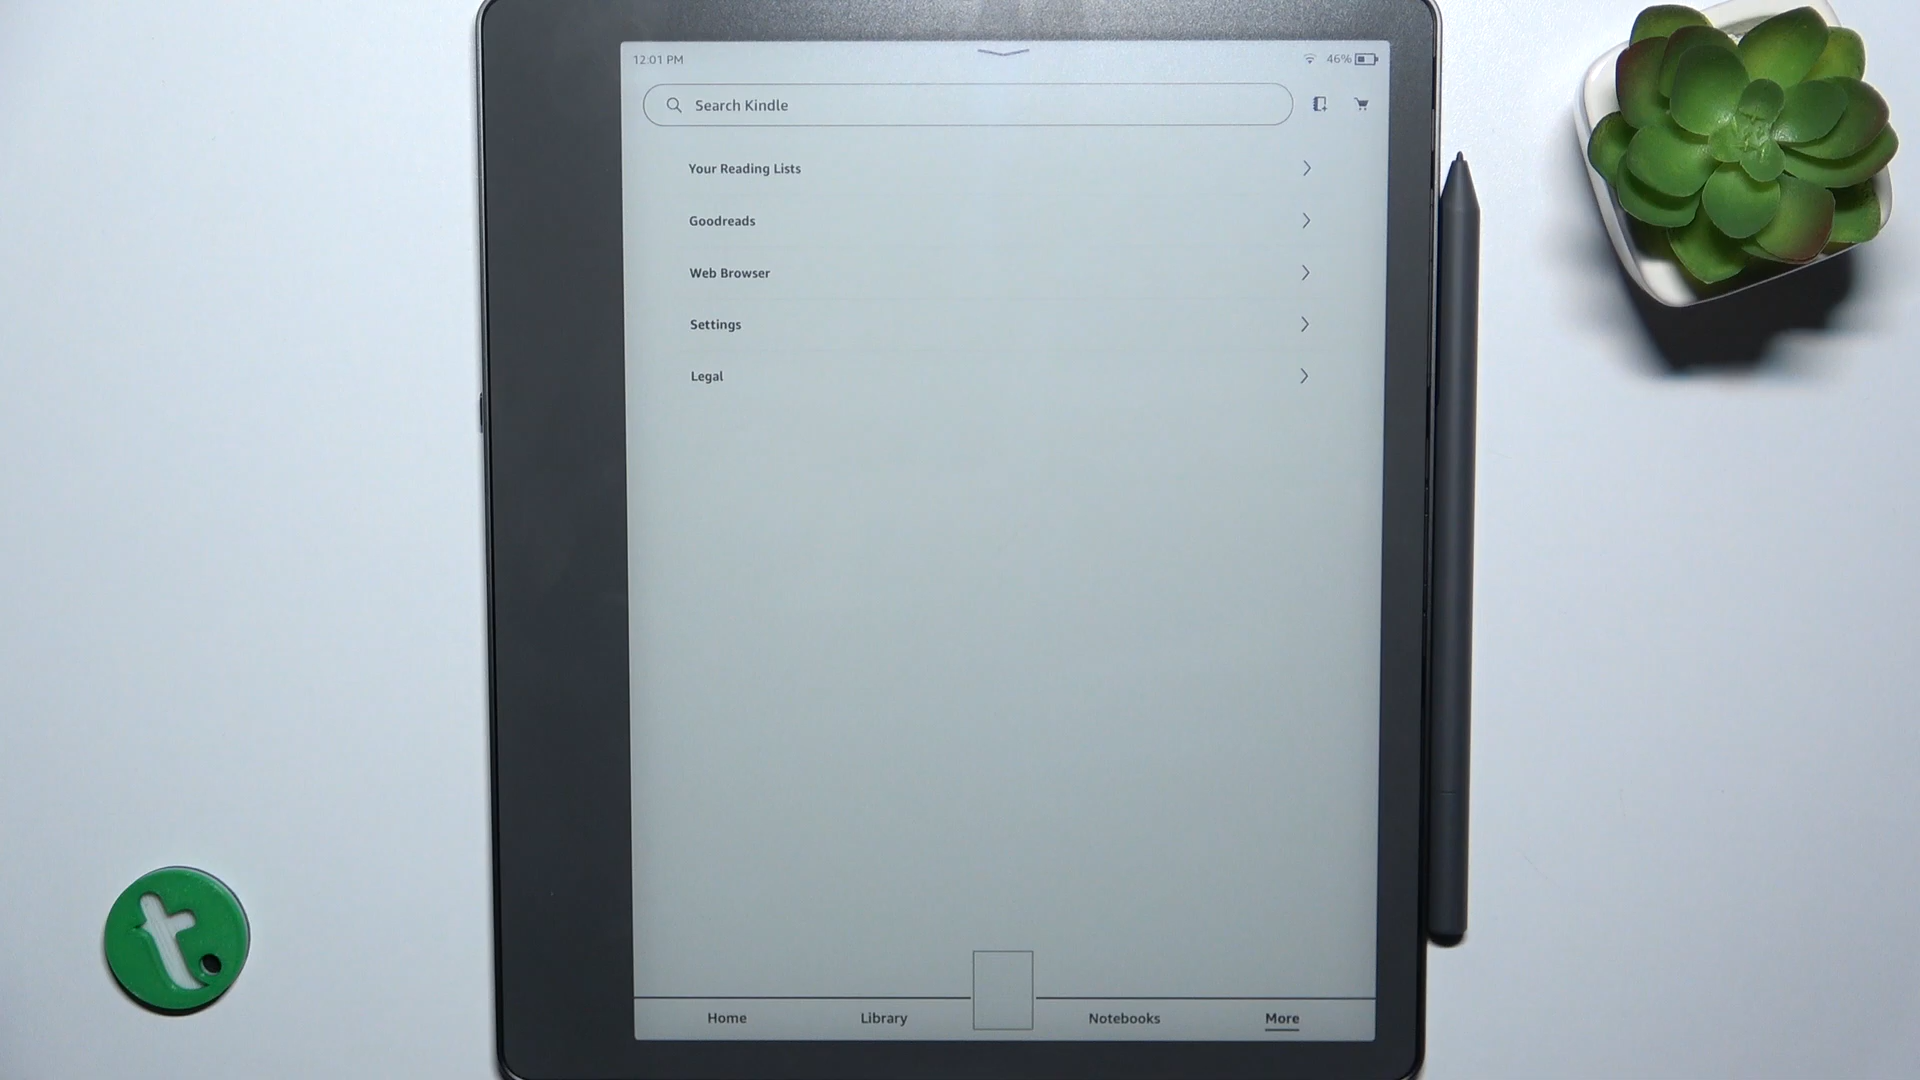 12:01 PM 46%
Search Kindle
Your Reading Lists
Goodreads
Web Browser
Settings
Legal
Home Library Notebooks More
t.